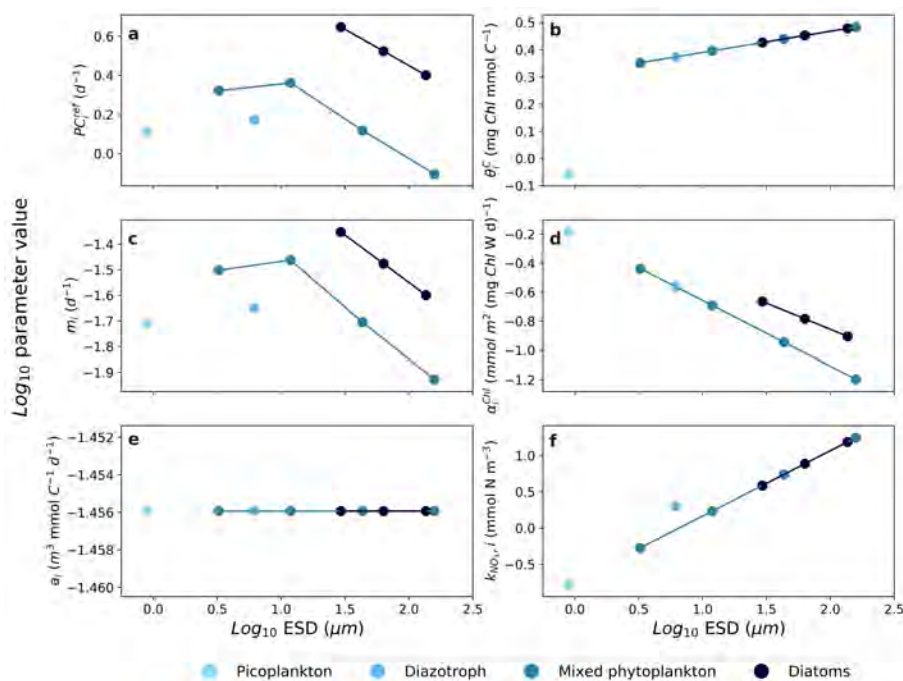 Log10 parameter value
a
PC^ref (d⁻¹)
0.6
0.4
0.2
0.0
b
θ_i^C (mg Chl mmol C⁻¹)
0.5
0.4
0.3
0.2
0.1
0.0
−0.1
c
m_i (d⁻¹)
−1.4
−1.5
−1.6
−1.7
−1.8
−1.9
d
α_i^Chl (mmol m² (mg Chl W d)⁻¹
−0.2
−0.4
−0.6
−0.8
−1.0
−1.2
e
a_i (m³ mmol C⁻¹ d⁻¹)
−1.452
−1.454
−1.456
−1.458
−1.460
0.0 0.5 1.0 1.5 2.0 2.5
Log10 ESD (μm)
f
(mmol N m⁻³)
1.0
0.5
0.0
−0.5
0.0 0.5 1.0 1.5 2.0 2.5
Log10 ESD (μm)
Picoplankton Diazotroph Mixed phytoplankton Diatoms